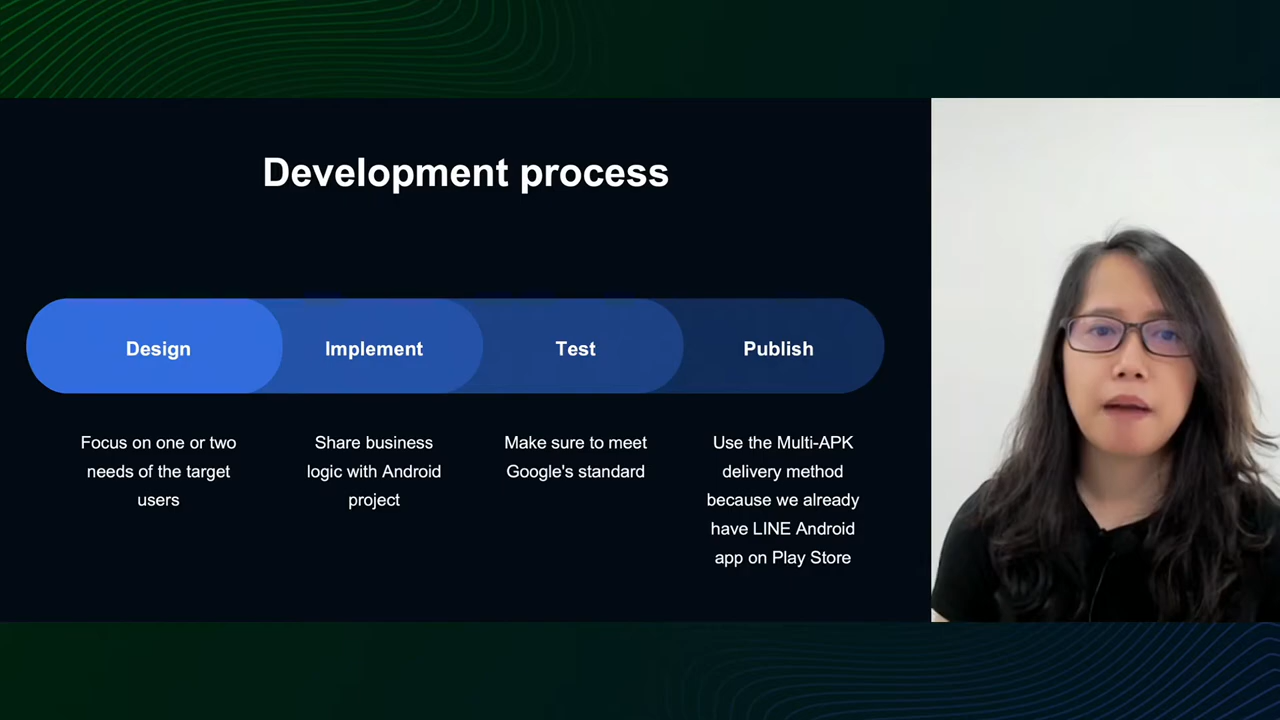 Development process
Design
Implement
Test
Publish
Focus on one or two
needs of the target
users
Share business
logic with Android
project
Make sure to meet
Google's standard
Use the Multi-APK
delivery method
because we already
have LINE Android
app on Play Store